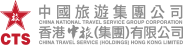 中國旅遊集團公司
CHINA NATIONAL TRAVEL SERVICE GROUP CORPORATION
香港中旅(集團)有限公司
CHINA TRAVEL SERVICE (HOLDINGS) HONG KONG LIMITED
CTS